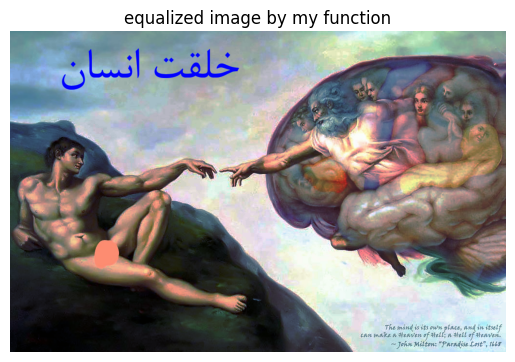 equalized image by my function
خلقت انسان
The mind is its own place, and in itself
can make a Heaven of Hell; a Hell of Heaven.
~ John Milton: "Paradise Lost", 1668